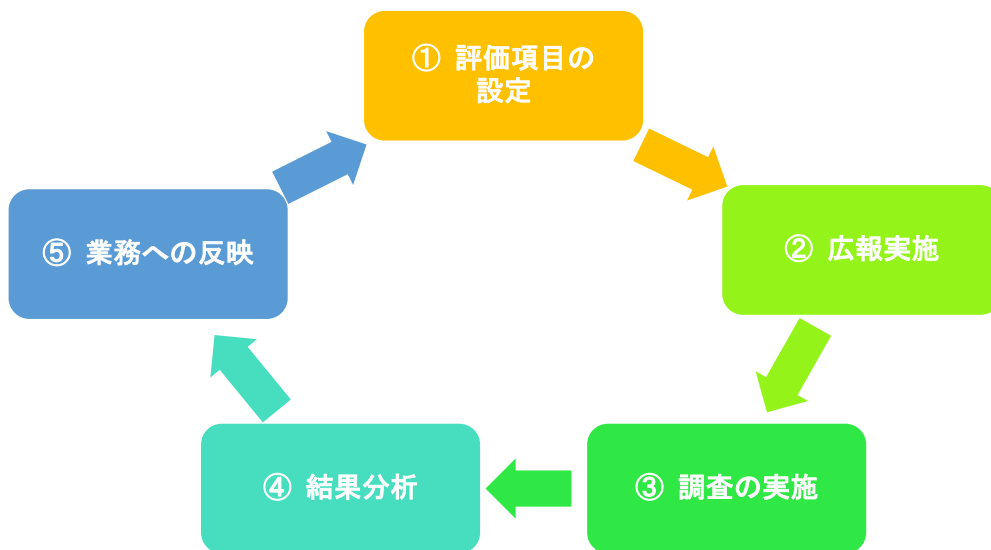 ① 評価項目の
設定
② 広報実施
③ 調査の実施
④ 結果分析
⑤ 業務への反映